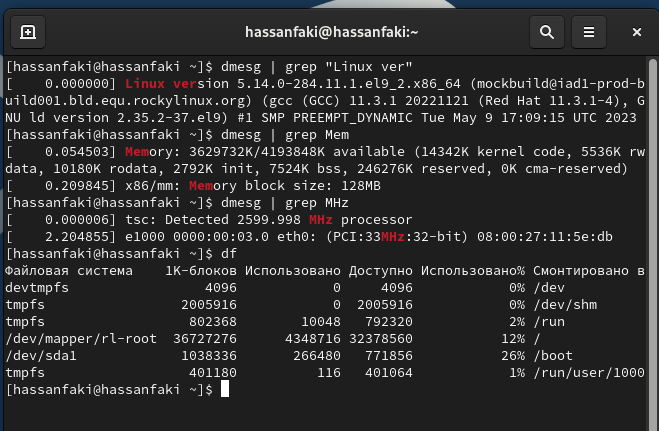 hassanfaki@hassanfaki:~
[hassanfaki@hassanfaki ~]$ dmesg | grep "Linux ver"
[    0.000000] Linux version 5.14.0-284.11.1.el9_2.x86_64 (mockbuild@iad1-prod-b
uild001.bld.equ.rockylinux.org) (gcc (GCC) 11.3.1 20221121 (Red Hat 11.3.1-4), G
NU ld version 2.35.2-37.el9) #1 SMP PREEMPT_DYNAMIC Tue May 9 17:09:15 UTC 2023
[hassanfaki@hassanfaki ~]$ dmesg | grep Mem
[    0.054503] Memory: 3629732K/4193848K available (14342K kernel code, 5536K rw
data, 10180K rodata, 2792K init, 7524K bss, 246276K reserved, 0K cma-reserved)
[    0.209845] x86/mm: Memory block size: 128MB
[hassanfaki@hassanfaki ~]$ dmesg | grep MHz
[    0.000006] tsc: Detected 2599.998 MHz processor
[    2.204855] e1000 0000:00:03.0 eth0: (PCI:33MHz:32-bit) 08:00:27:11:5e:db
[hassanfaki@hassanfaki ~]$ df
Файловая система    1K-блоков Использовано Доступно Использовано% Cмонтировано в
devtmpfs                 4096            0     4096            0% /dev
tmpfs                 2005916            0  2005916            0% /dev/shm
tmpfs                  802368        10048   792320            2% /run
/dev/mapper/rl-root  36727276      4348716 32378560           12% /
/dev/sda1             1038336       266480   771856           26% /boot
tmpfs                  401180          116   401064            1% /run/user/1000
[hassanfaki@hassanfaki ~]$